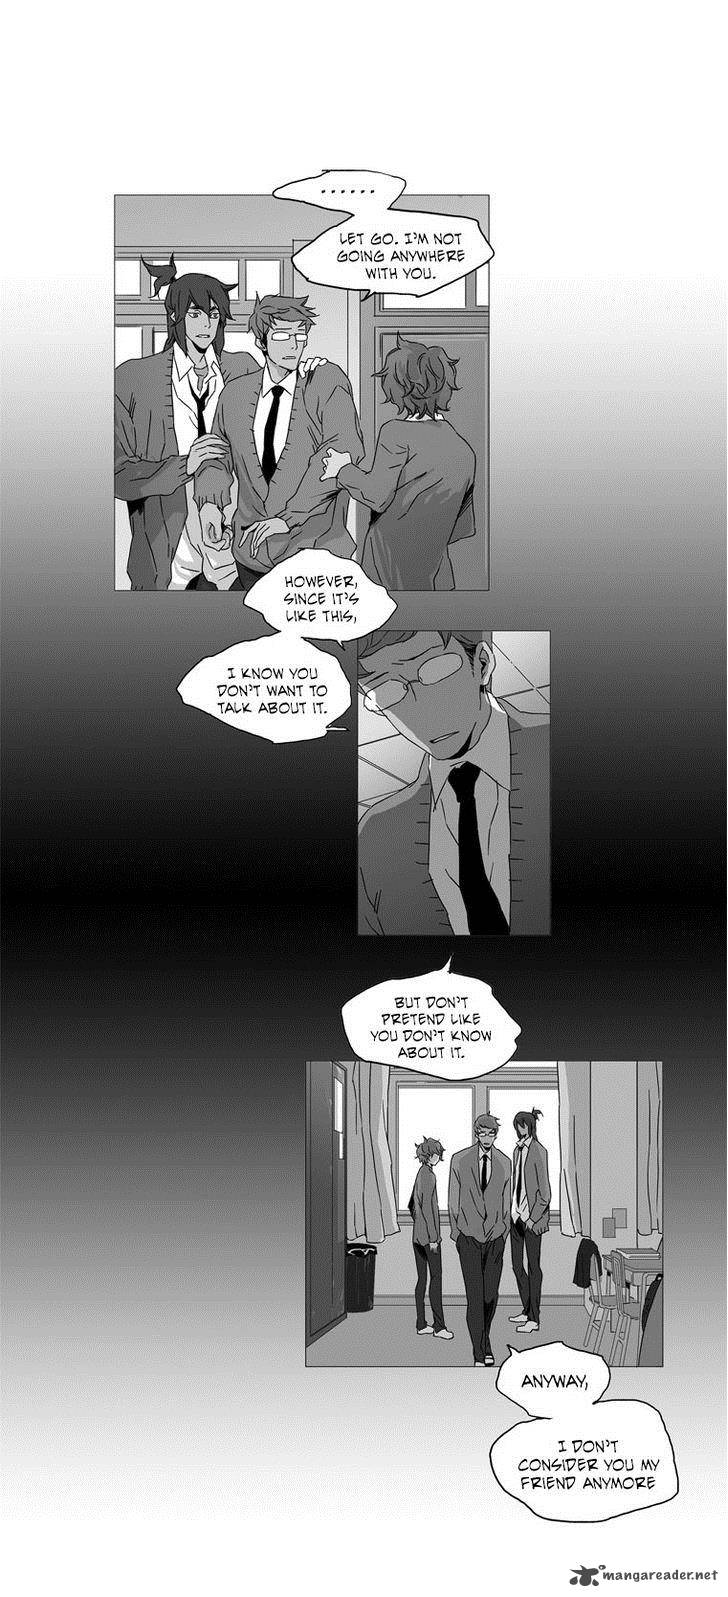 ......
LET GO. I'M NOT
GOING ANYWHERE
WITH YOU.
HOWEVER,
SINCE IT'S
LIKE THIS,
I KNOW YOU
DON'T WANT TO
TALK ABOUT IT.
BUT DON'T
PRETEND LIKE
YOU DON'T KNOW
ABOUT IT.
ANYWAY,
I DON'T
CONSIDER YOU MY
FRIEND ANYMORE
mangareader.net